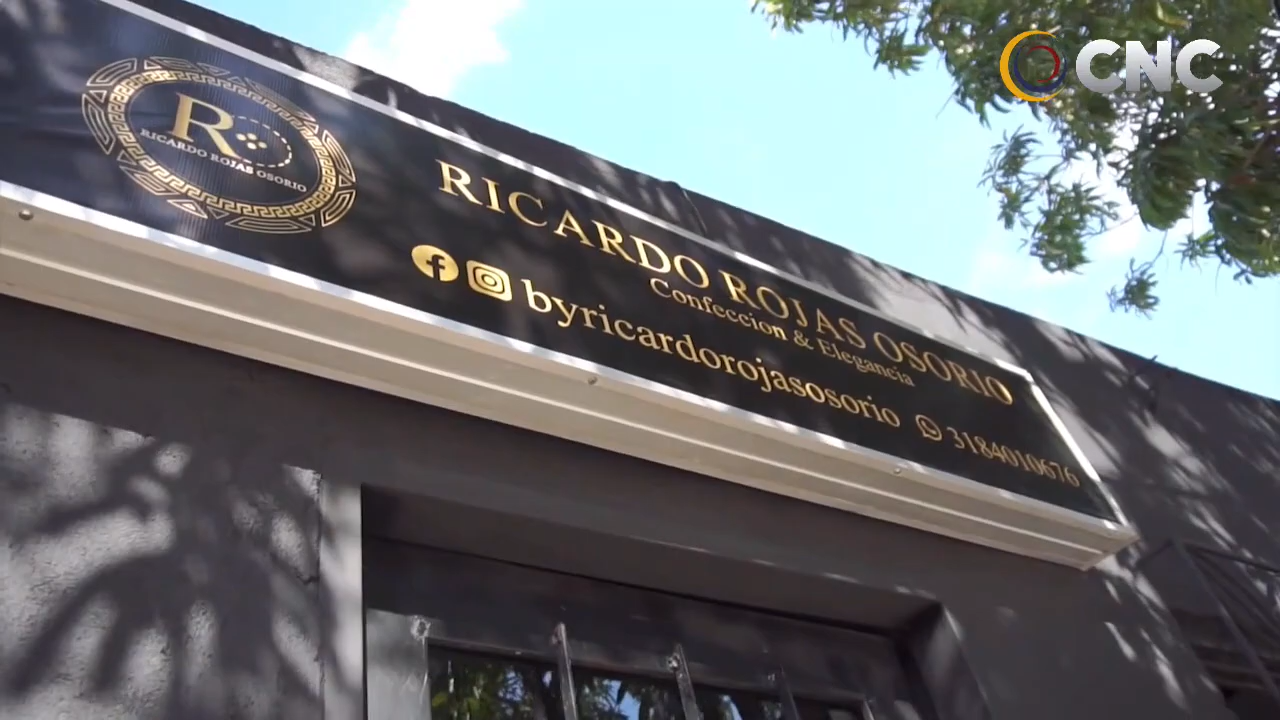 CNC
R
RICARDO ROJAS OSORIO
RICARDO ROJAS OSORIO
Confeccion & Elegancia
byricardorojasosorio 3184010676